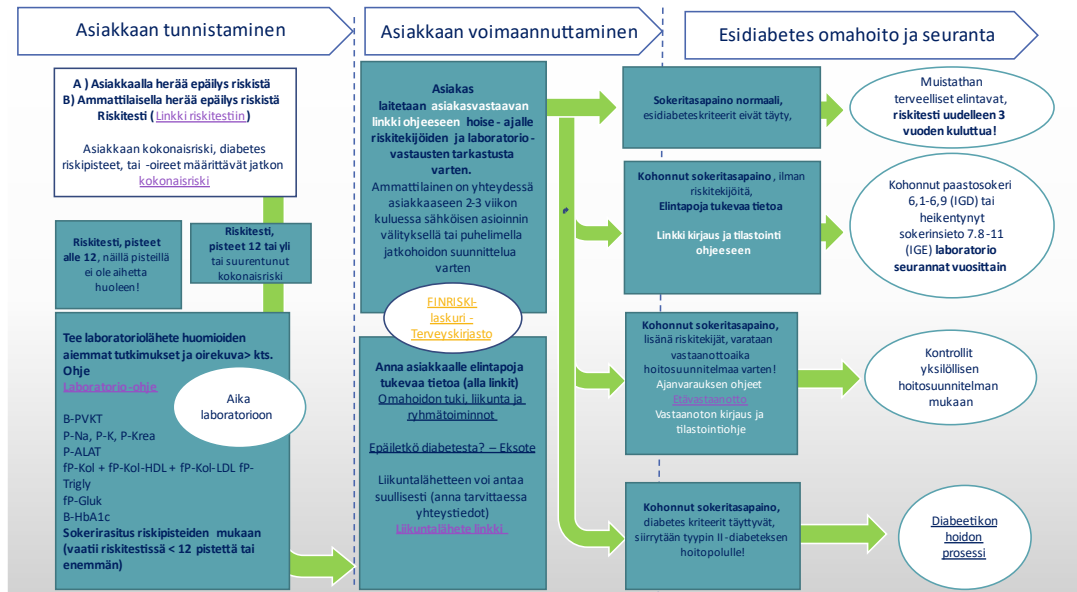 Asiakkaan tunnistaminen
Asiakkaan voimaannuttaminen
Esidiabetes omahoito ja seuranta
A ) Asiakkaalla herää epäily riskistä
B) Ammattilaisella herää epäily riskistä
Riskitesti ( Linkki riskitestiin )
Asiakkaan kokonaisriski, diabetes
riskipisteet, tai -oireet määrittävät jatkon
kokonaisriski
Riskitesti, pisteet
alle 12, näillä pisteillä
ei ole aihetta
huoleen!
Riskitesti,
pisteet 12 tai yli
tai suurentunut
kokonaisriski
Tee laboratoriolähete huomioiden
aiemmat tutkimukset ja oirekuva> kts.
Ohje
Laboratorio -ohje
B-PVKT
P-Na, P-K, P-Krea
P-ALAT
fP-Kol + fP-Kol-HDL + fP-Kol-LDL fP-
Trigly
fP-Gluk
B-HbA1c
Sokerirasitus riskipisteiden mukaan
(vaatii riskitestissä < 12 pistettä tai
enemmän)
Aika
laboratorioon
Asiakas
laitetaan asiakasvastaavan
linkki ohjeeseen hoise - ajalle
riskitekijöiden ja laboratorio -
vastausten tarkastusta
varten.
Ammattilainen on yhteydessä
asiakkaaseen 2-3 viikon
kuluessa sähköisen asioinnin
välityksellä tai puhelimella
jatkohoidon suunnittelua
varten
FINRISKI-
laskuri -
Terveyskirjasto
Anna asiakkaalle elintapoja
tukevaa tietoa (alla linkit)
Omahoidon tuki, liikunta ja
ryhmätoiminnot
Epäiletkö diabetesta? – Eksote
Liikuntalähetteen voi antaa
suullisesti (anna tarvittaessa
yhteystiedot)
Liikuntalähete linkki
Sokeritasapaino normaali,
esidiabeteskriteerit eivät täyty,
Muistathan
terveelliset elintavat,
riskitesti uudelleen 3
vuoden kuluttua!
Kohonnut sokeritasapaino , ilman
riskitekijöitä,
Elintapoja tukevaa tietoa
Linkki kirjaus ja tilastointi
ohjeeseen
Kohonnut paastosokeri
6,1-6,9 (IGD) tai
heikentynyt
sokerinsieto 7.8 -11
(IGE) laboratorio
seurannat vuosittain
Kohonnut sokeritasapaino,
lisänä riskitekijät, varataan
vastaanottoaika
hoitosuunnitelmaa varten!
Ajanvarauksen ohjeet
Etävastaanotto
Vastaanoton kirjaus ja
tilastointiohje
Kontrollit
yksilöllisen
hoitosuunnitelman
mukaan
Kohonnut sokeritasapaino,
diabetes kriteerit täyttyvät,
siirrytään tyypin II -diabeteksen
hoitopolulle!
Diabeetikon
hoidon
prosessi